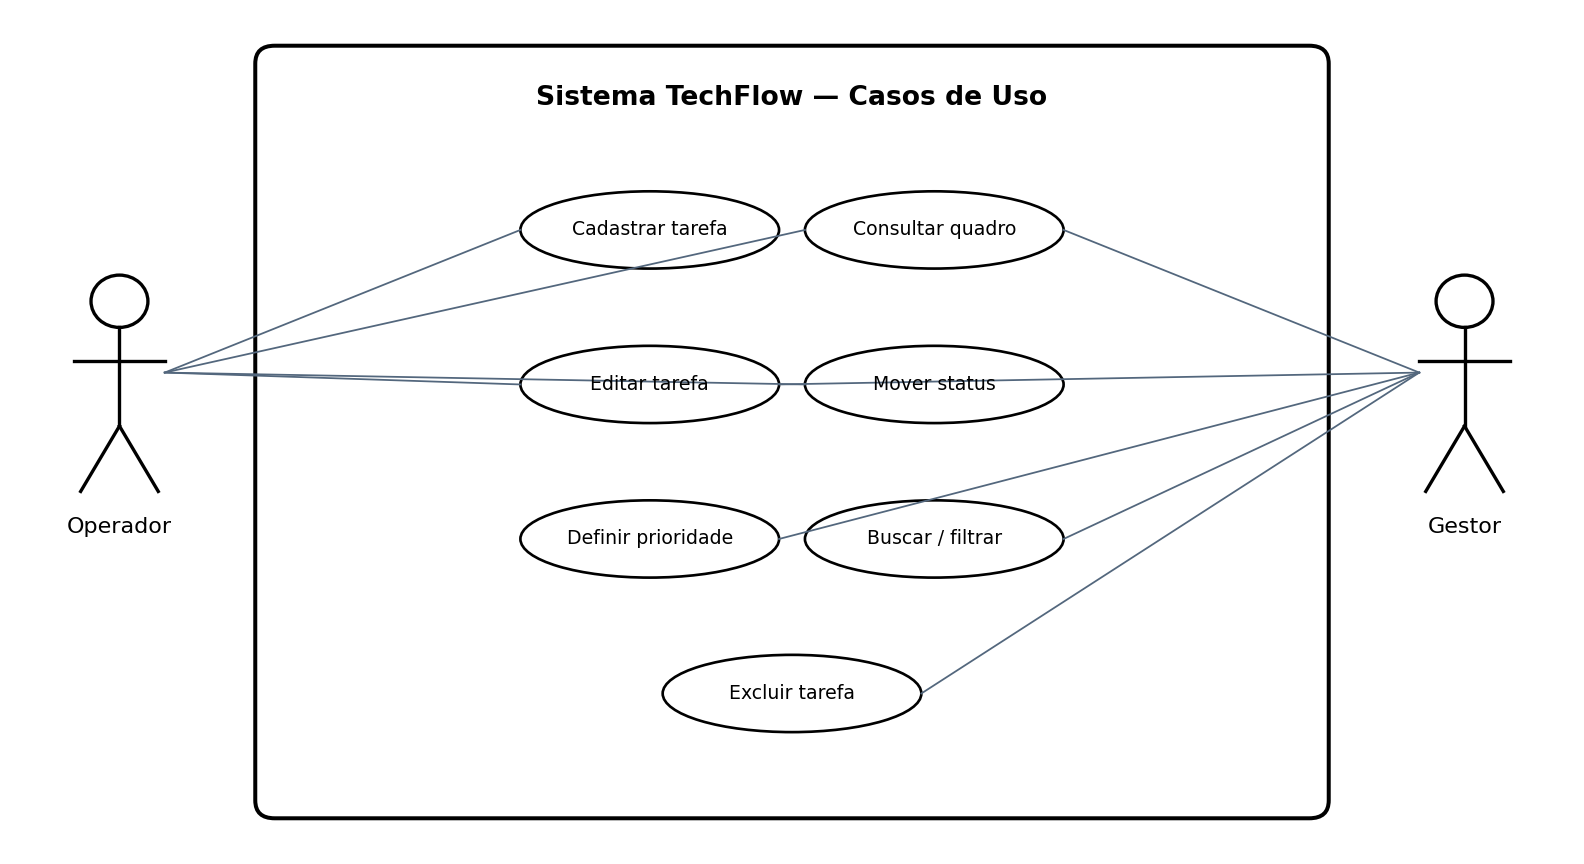 Sistema TechFlow — Casos de Uso
Cadastrar tarefa
Consultar quadro
Editar tarefa
Mover status
Operador
Gestor
Definir prioridade
Buscar / filtrar
Excluir tarefa